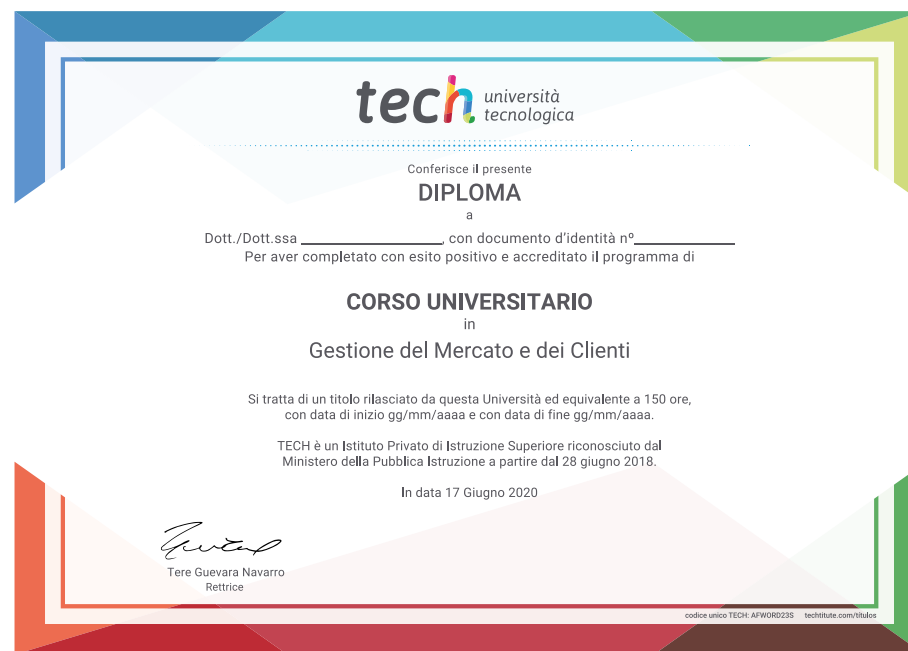 tech università
tecnologica
Conferisce il presente
DIPLOMA
a
Dott./Dott.ssa ____________________, con documento d'identità nº______________
Per aver completato con esito positivo e accreditato il programma di
CORSO UNIVERSITARIO
in
Gestione del Mercato e dei Clienti
Si tratta di un titolo rilasciato da questa Università ed equivalente a 150 ore,
con data di inizio gg/mm/aaaa e con data di fine gg/mm/aaaa.
TECH è un Istituto Privato di Istruzione Superiore riconosciuto dal
Ministero della Pubblica Istruzione a partire dal 28 giugno 2018.
In data 17 Giugno 2020
Tere Guevara Navarro
Rettrice
codice unico TECH: AFWORD23S techtitute.com/titulos